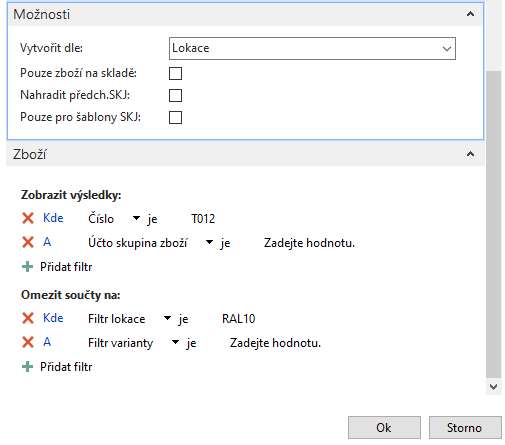 Možnosti
Vytvořit dle: Lokace
Pouze zboží na skladě:
Nahradit předch.SKJ:
Pouze pro šablony SKJ:
Zboží
Zobrazit výsledky:
Kde Číslo je T012
A Účto skupina zboží je Zadejte hodnotu.
Přidat filtr
Omezit součty na:
Kde Filtr lokace je RAL10
A Filtr varianty je Zadejte hodnotu.
Přidat filtr
Ok Storno